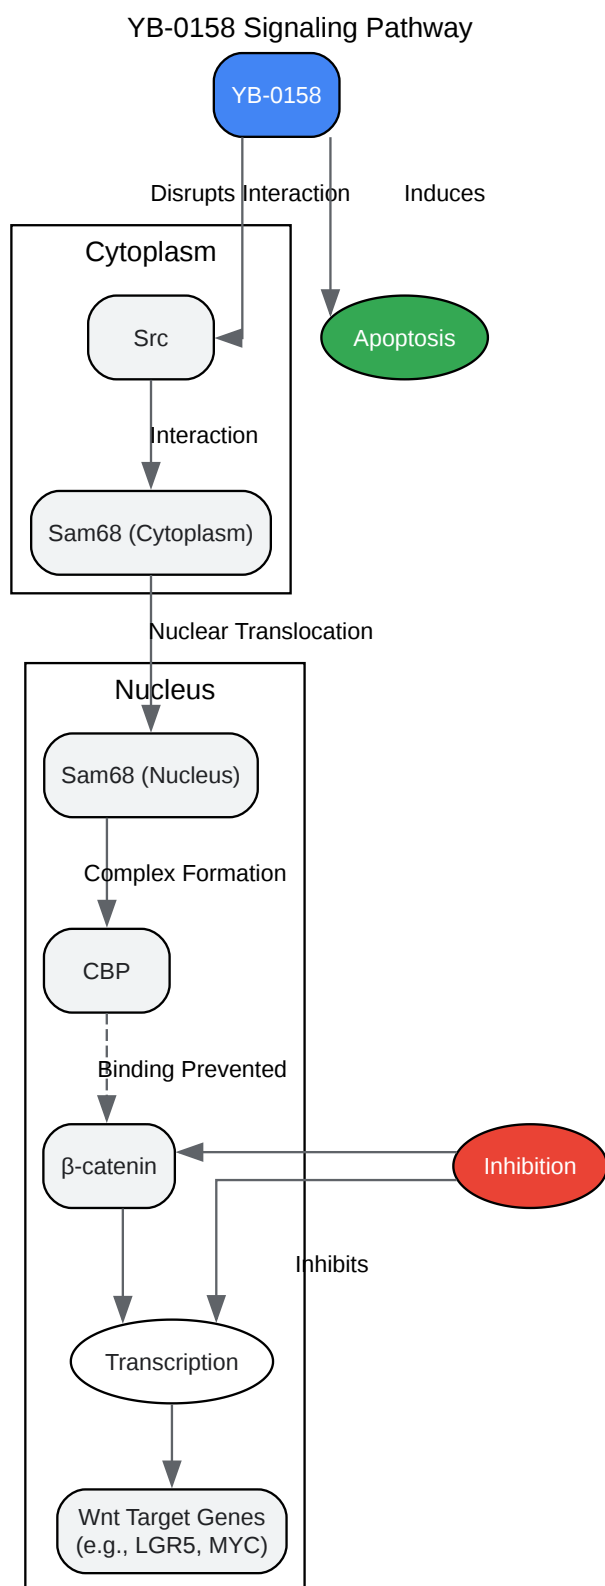 YB-0158 Signaling Pathway
YB-0158
Disrupts Interaction
Induces
Cytoplasm
Src
Apoptosis
Interaction
Sam68 (Cytoplasm)
Nuclear Translocation
Nucleus
Sam68 (Nucleus)
Complex Formation
CBP
Binding Prevented
β-catenin
Inhibition
Inhibits
Transcription
Wnt Target Genes
(e.g., LGR5, MYC)